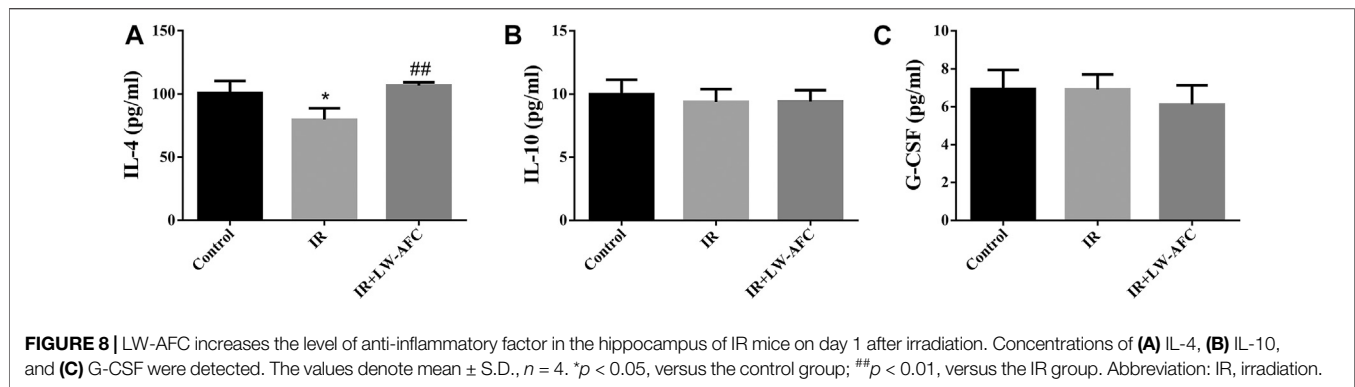 A
B
C
150
100
50
0
IL-4 (pg/ml)
*
##
Control
IR
IR+LW-AFC
15
10
5
0
IL-10 (pg/ml)
Control
IR
IR+LW-AFC
10
8
6
4
2
0
G-CSF (pg/ml)
Control
IR
IR+LW-AFC
FIGURE 8 | LW-AFC increases the level of anti-inflammatory factor in the hippocampus of IR mice on day 1 after irradiation. Concentrations of (A) IL-4, (B) IL-10,
and (C) G-CSF were detected. The values denote mean ± S.D., n = 4. *p < 0.05, versus the control group; ##p < 0.01, versus the IR group. Abbreviation: IR, irradiation.